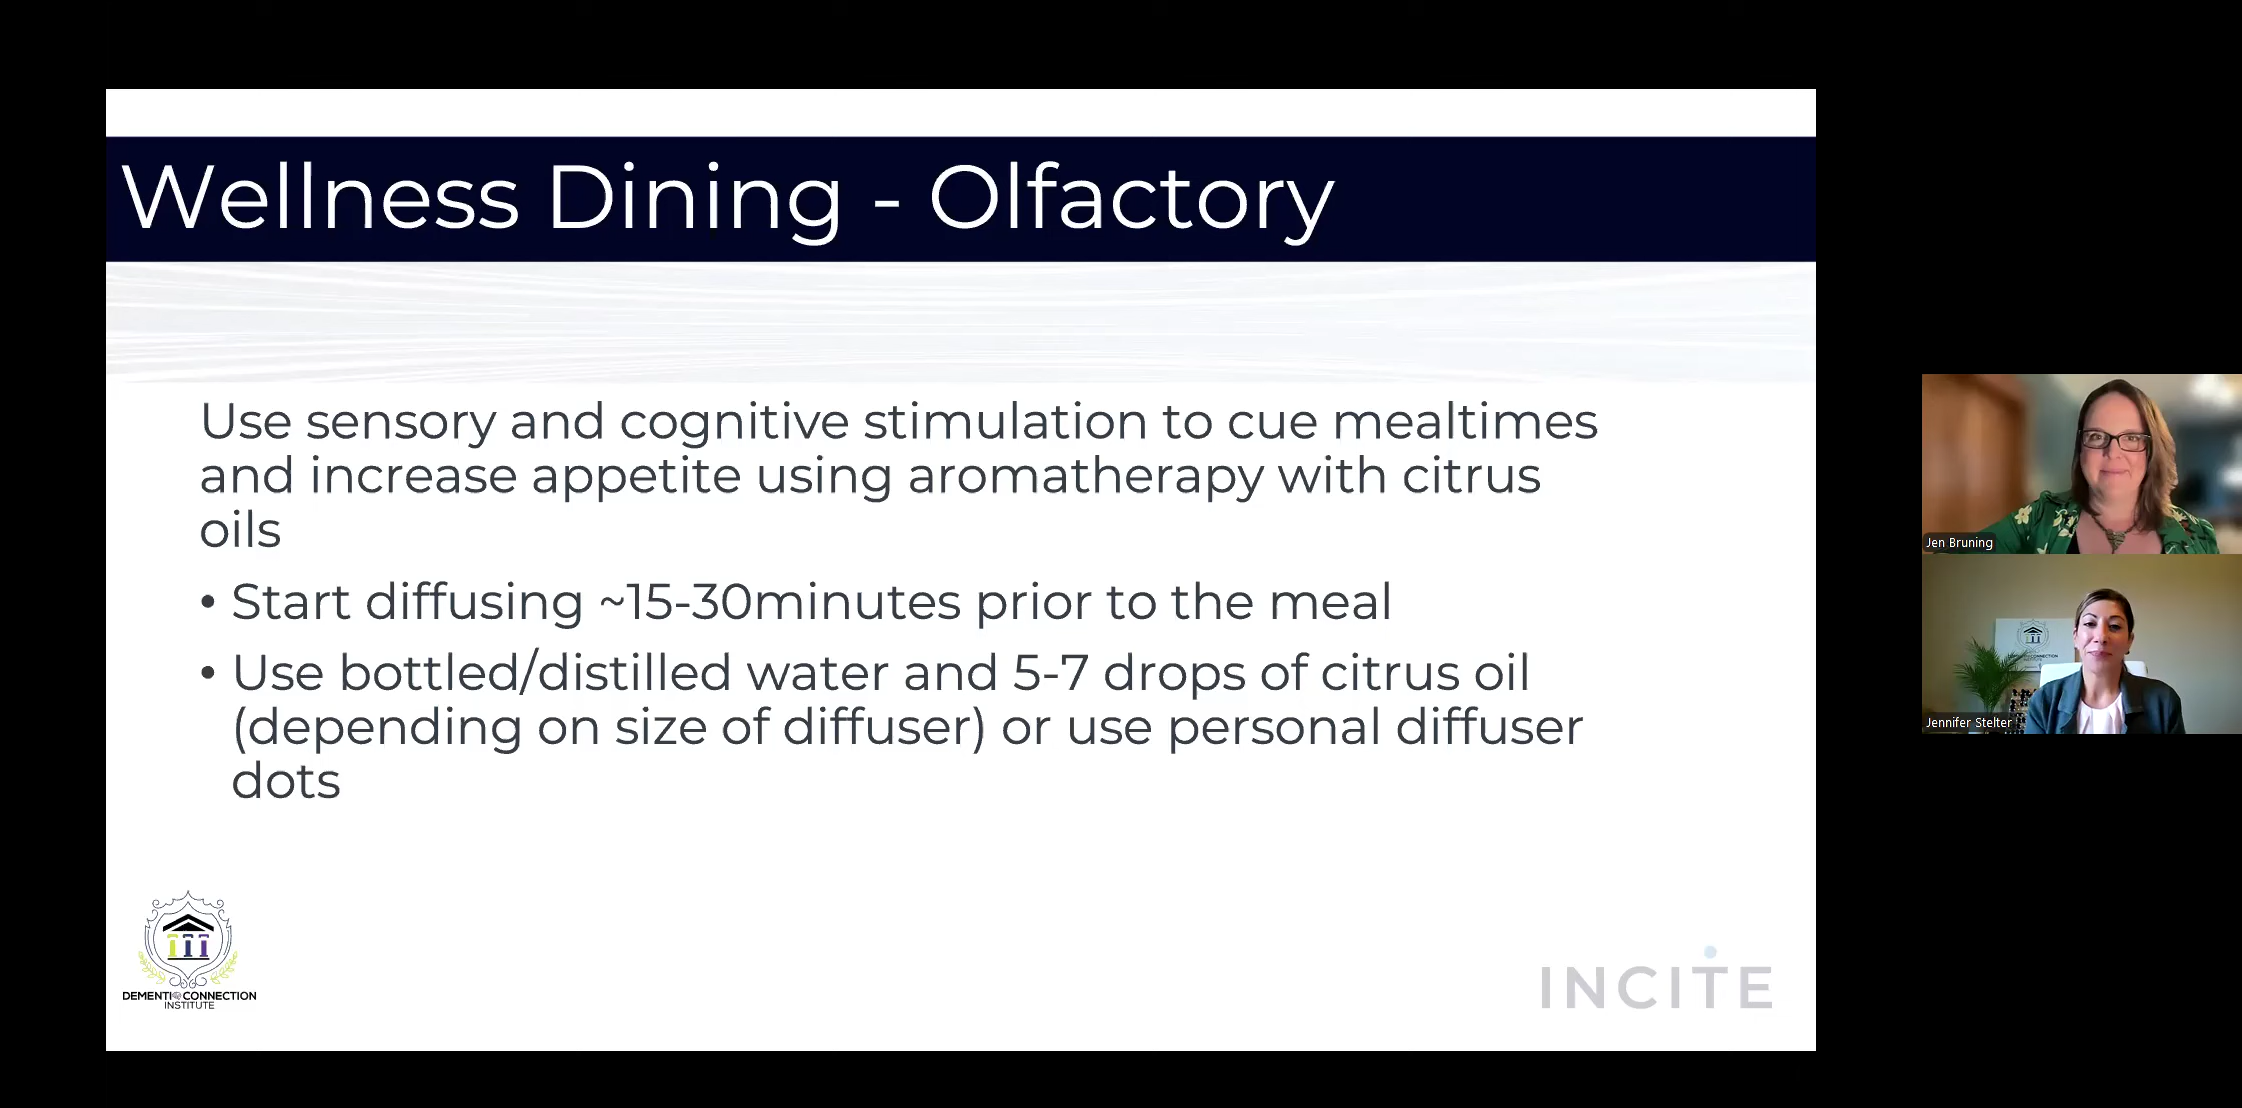 Wellness Dining - Olfactory
Use sensory and cognitive stimulation to cue mealtimes
and increase appetite using aromatherapy with citrus
oils
• Start diffusing ~15-30minutes prior to the meal
• Use bottled/distilled water and 5-7 drops of citrus oil
(depending on size of diffuser) or use personal diffuser
dots
DEMENTIA CONNECTION
INSTITUTE
INCITE
Jen Bruning
Jennifer Stelter